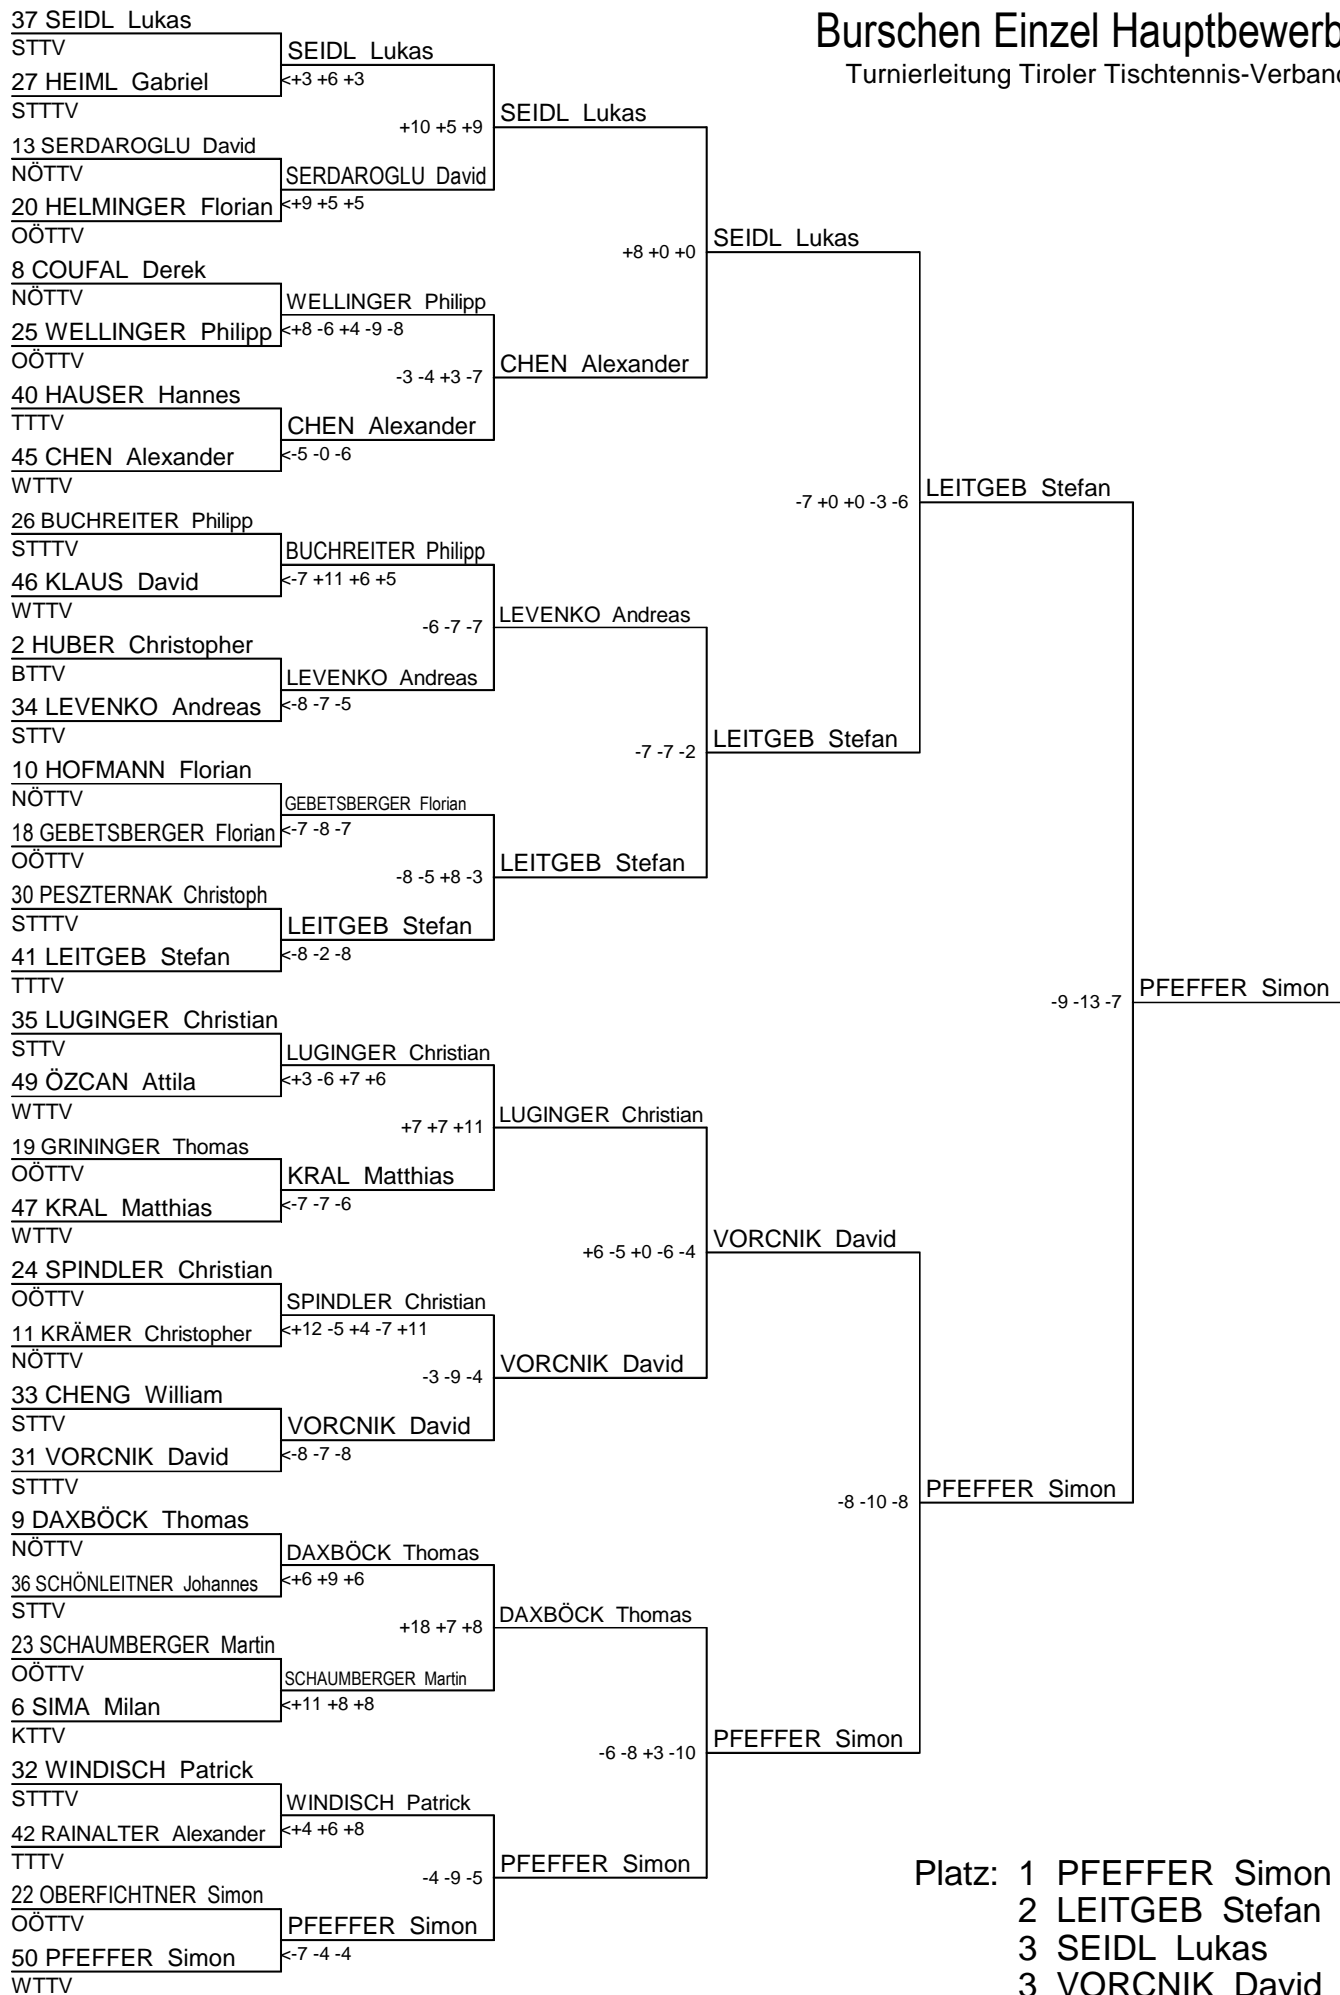 Burschen Einzel Hauptbewerb
Turnierleitung Tiroler Tischtennis-Verband
37 SEIDL Lukas
STTV
27 HEIML Gabriel
STTTV
13 SERDAROGLU David
NÖTTV
20 HELMINGER Florian
OÖTTV
8 COUFAL Derek
NÖTTV
25 WELLINGER Philipp
OÖTTV
40 HAUSER Hannes
TTTV
45 CHEN Alexander
WTTV
26 BUCHREITER Philipp
STTTV
46 KLAUS David
WTTV
2 HUBER Christopher
BTTV
34 LEVENKO Andreas
STTV
10 HOFMANN Florian
NÖTTV
18 GEBETSBERGER Florian
OÖTTV
30 PESZTERNAK Christoph
STTTV
41 LEITGEB Stefan
TTTV
35 LUGINGER Christian
STTV
49 ÖZCAN Attila
WTTV
19 GRININGER Thomas
OÖTTV
47 KRAL Matthias
WTTV
24 SPINDLER Christian
OÖTTV
11 KRÄMER Christopher
NÖTTV
33 CHENG William
STTV
31 VORCNIK David
STTTV
9 DAXBÖCK Thomas
NÖTTV
36 SCHÖNLEITNER Johannes
STTV
23 SCHAUMBERGER Martin
OÖTTV
6 SIMA Milan
KTTV
32 WINDISCH Patrick
STTTV
42 RAINALTER Alexander
TTTV
22 OBERFICHTNER Simon
OÖTTV
50 PFEFFER Simon
WTTV
SEIDL Lukas
<+3 +6 +3
SERDAROGLU David
<+9 +5 +5
WELLINGER Philipp
<+8 -6 +4 -9 -8
CHEN Alexander
<-5 -0 -6
BUCHREITER Philipp
<-7 +11 +6 +5
LEVENKO Andreas
<-8 -7 -5
GEBETSBERGER Florian
<-7 -8 -7
LEITGEB Stefan
<-8 -2 -8
LUGINGER Christian
<+3 -6 +7 +6
KRAL Matthias
<-7 -7 -6
SPINDLER Christian
<+12 -5 +4 -7 +11
VORCNIK David
<-8 -7 -8
DAXBÖCK Thomas
<+6 +9 +6
SCHAUMBERGER Martin
<+11 +8 +8
WINDISCH Patrick
<+4 +6 +8
PFEFFER Simon
<-7 -4 -4
SEIDL Lukas
+10 +5 +9
CHEN Alexander
-3 -4 +3 -7
LEVENKO Andreas
-6 -7 -7
LEITGEB Stefan
-8 -5 +8 -3
LUGINGER Christian
+7 +7 +11
VORCNIK David
-3 -9 -4
DAXBÖCK Thomas
+18 +7 +8
PFEFFER Simon
-4 -9 -5
SEIDL Lukas
+8 +0 +0
LEITGEB Stefan
-7 -7 -2
VORCNIK David
+6 -5 +0 -6 -4
PFEFFER Simon
-6 -8 +3 -10
LEITGEB Stefan
-7 +0 +0 -3 -6
PFEFFER Simon
-8 -10 -8
PFEFFER Simon
-9 -13 -7
Platz: 1 PFEFFER Simon
2 LEITGEB Stefan
3 SEIDL Lukas
3 VORCNIK David